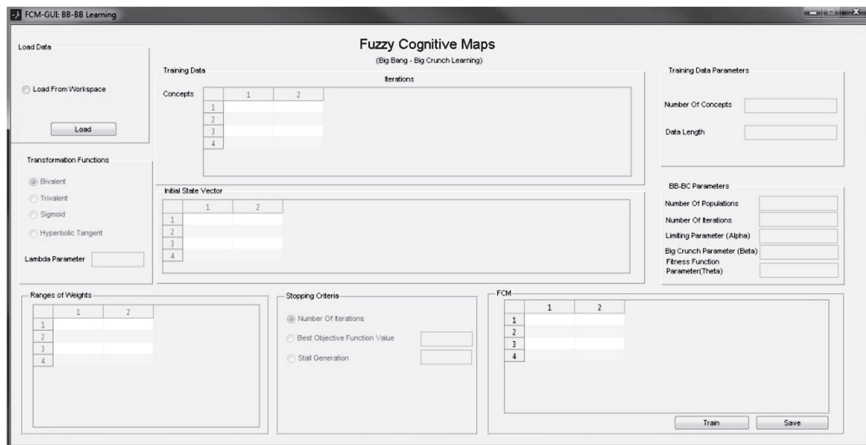 FCM-GUI: BB-BB Learning
Fuzzy Cognitive Maps
(Big Bang - Big Crunch Learning)
Load Data
Load From Workspace
Load
Training Data
Iterations
Concepts
1 2
1
2
3
4
Training Data Parameters
Number Of Concepts
Data Length
Transformation Functions
Bivalent
Trivalent
Sigmoid
Hyperbolic Tangent
Lambda Parameter
Initial State Vector
1 2
1
2
3
4
BB-BC Parameters
Number Of Populations
Number Of Iterations
Limiting Parameter (Alpha)
Big Crunch Parameter (Beta)
Fitness Function
Parameter(Theta)
Ranges of Weights
1 2
1
2
3
4
Stopping Criteria
Number Of Iterations
Best Objective Function Value
Stall Generation
FCM
1 2
1
2
3
4
Train
Save